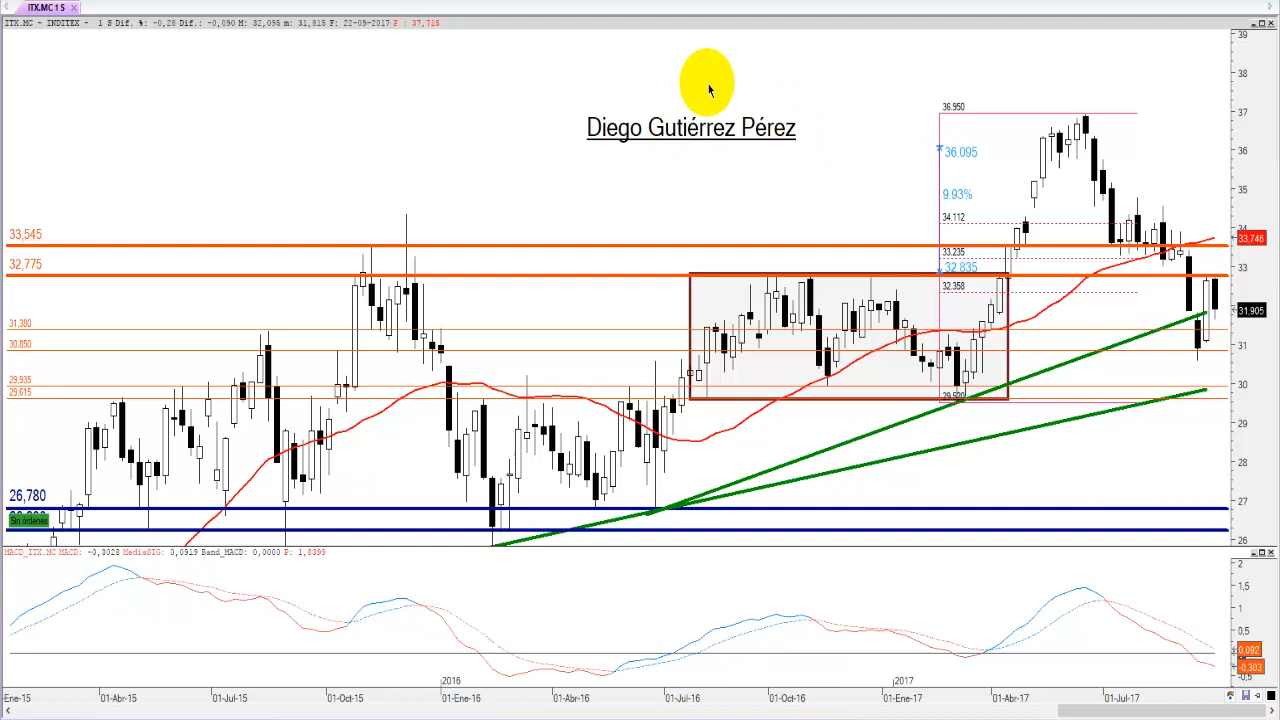 ITX.MC 1 S
ITX.MC - INDITEX - 1 S Dif. %: -0,28 Dif.: -0,090 M: 32,095 m: 31,815 F: 22-09-2017 P : 37,715
Diego Gutiérrez Pérez
39
38
37
36
35
33.746
33
31.905
31
30
29
28
27
26
36.950
36.095
9.93%
34.112
33.235
32.835
32.358
29.520
33,545
32,775
31,380
30,850
29,935
29,615
26,780
Sin órdenes
MACD_ITX.MC MACD: -0,3028 MediaSIG: 0,0919 Band_MACD: 0,0000 P: 1,8399
2
1,5
1
0,5
0,092
-0,303
-0,5
2016
2017
Ene-15
01-Abr-15
01-Jul-15
01-Oct-15
01-Ene-16
01-Abr-16
01-Jul-16
01-Oct-16
01-Ene-17
01-Abr-17
01-Jul-17